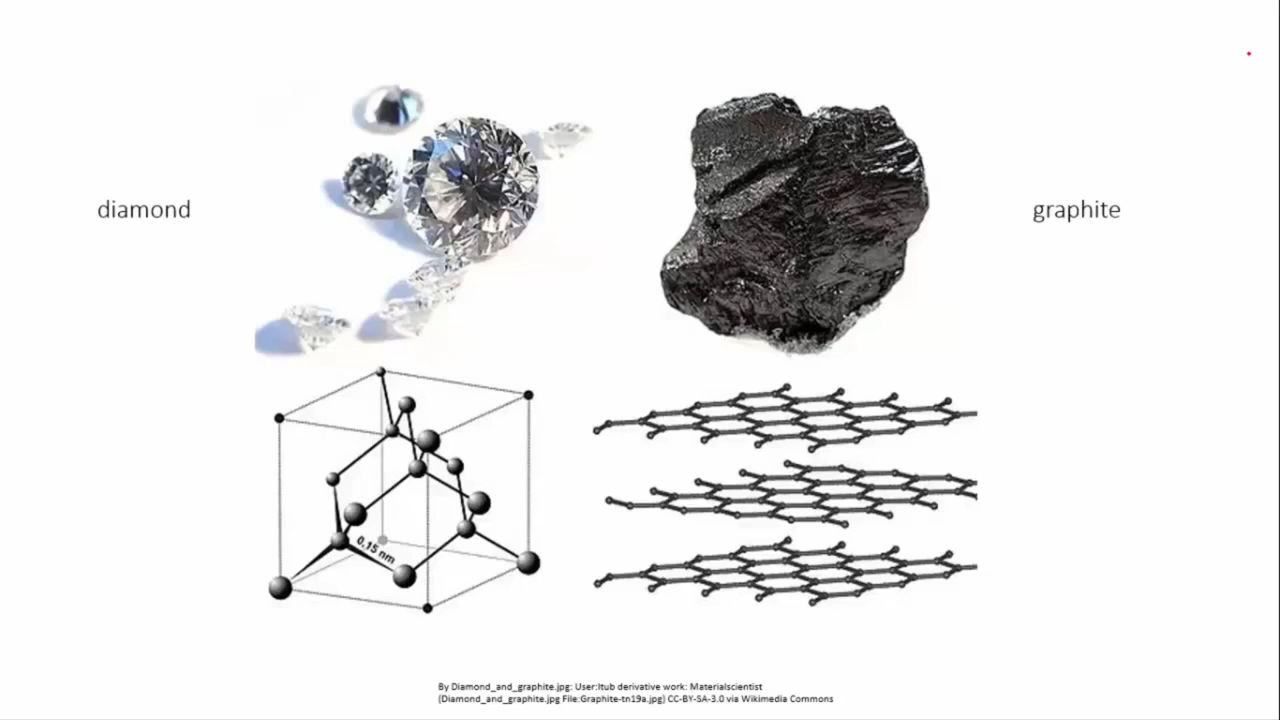 diamond
graphite
0,15 nm
By Diamond_and_graphite.jpg: User:Itub derivative work: Materialscientist
(Diamond_and_graphite.jpg File:Graphite-tn19a.jpg) CC-BY-SA-3.0 via Wikimedia Commons